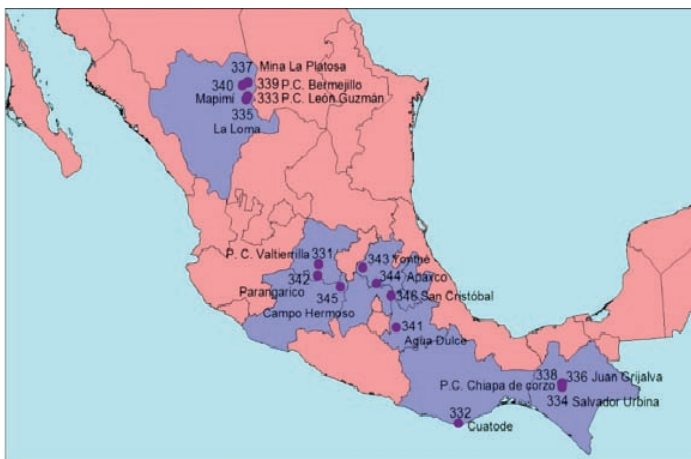 337 Mina La Platosa
340 339 P.C. Bermejillo
Mapimí 333 P.C. León Guzmán
335
La Loma
P. C. Valtierrilla 331
343 Yonthé
342
344 Apaxco
Parangarico
345
346 San Cristóbal
Campo Hermoso
341
Agua Dulce
338 336 Juan Grijalva
P.C. Chiapa de corzo
334 Salvador Urbina
332
Cuatode